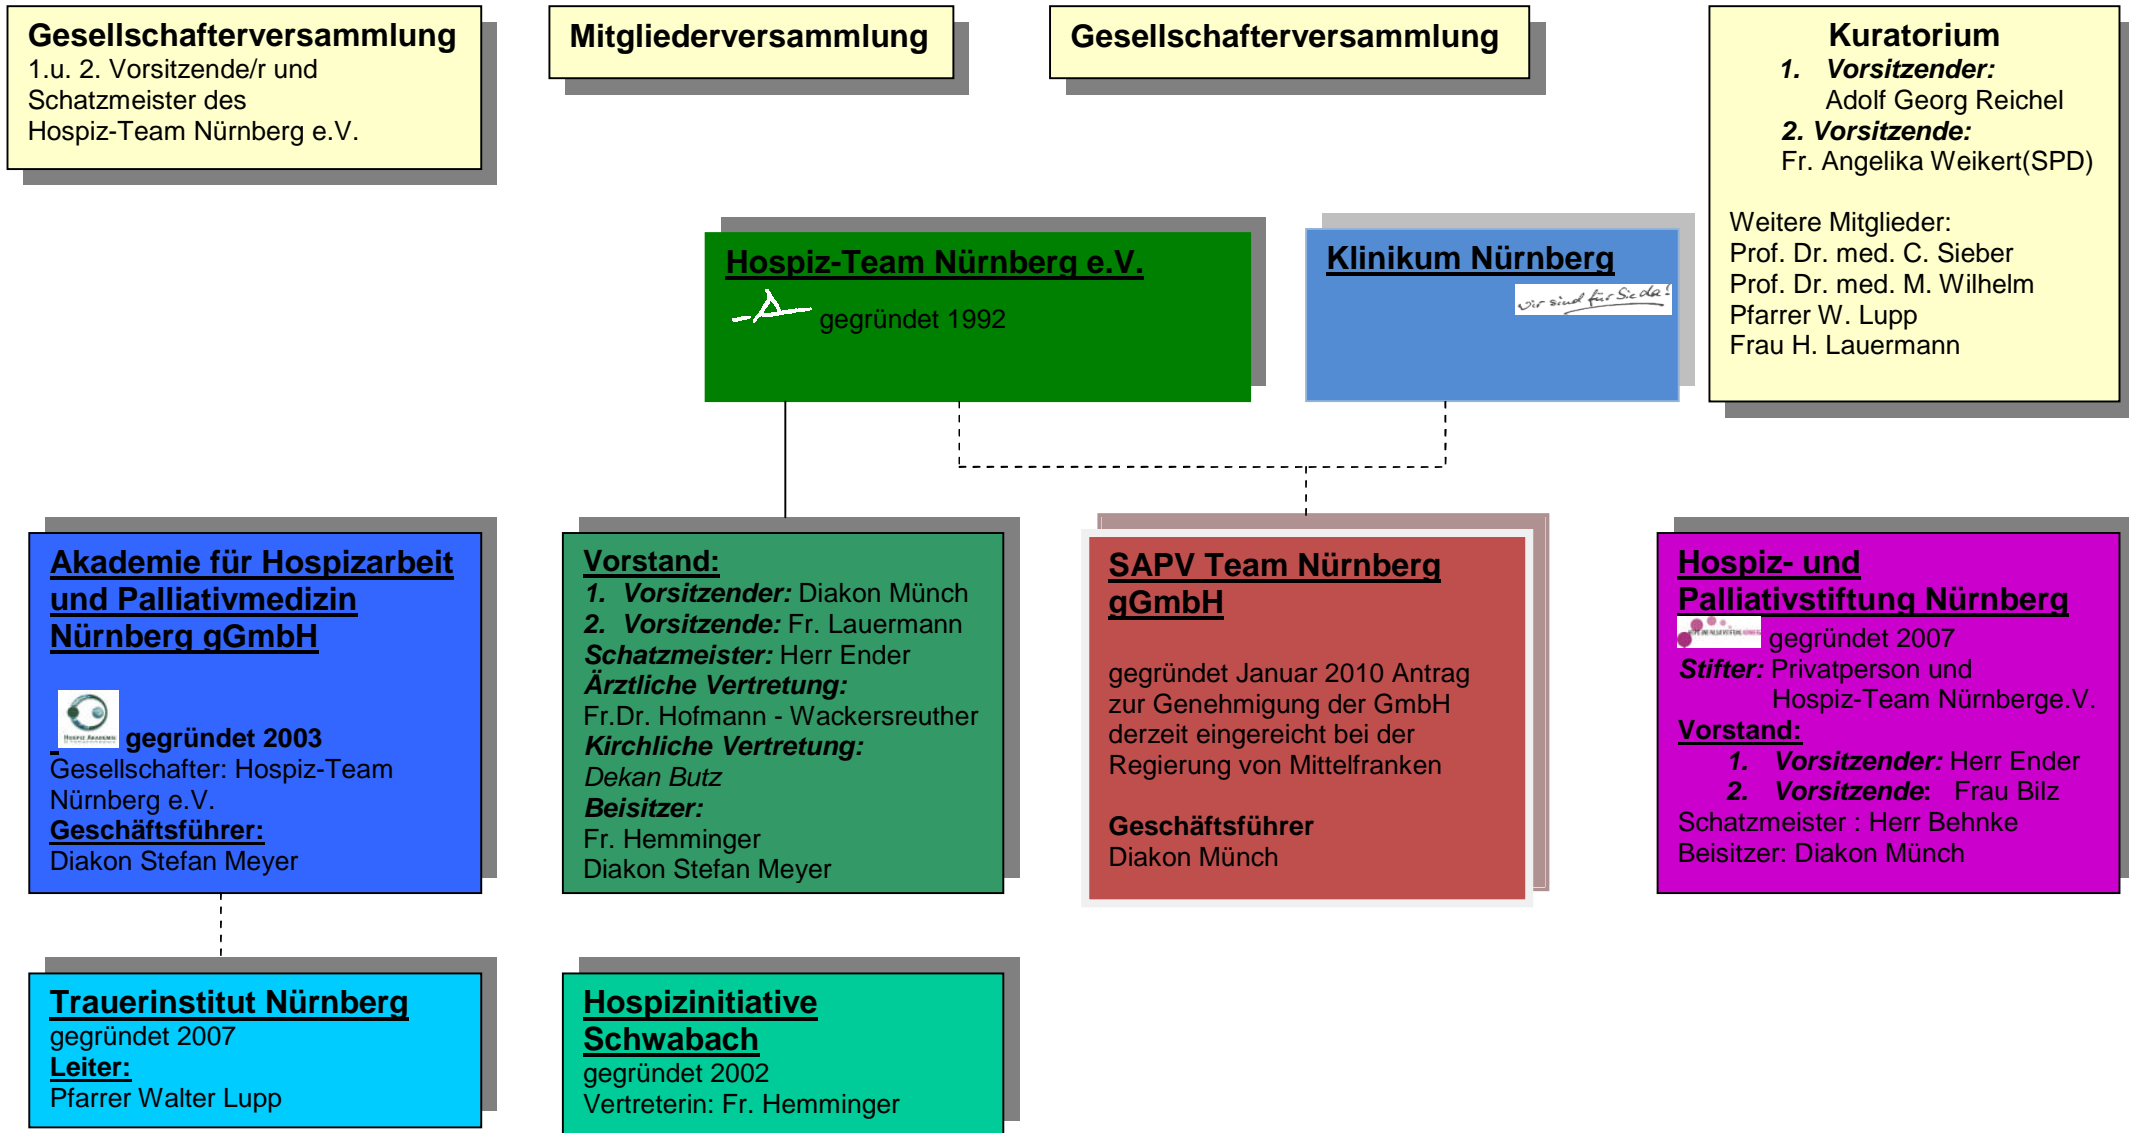 Gesellschafterversammlung
1.u. 2. Vorsitzende/r und
Schatzmeister des
Hospiz-Team Nürnberg e.V.
Mitgliederversammlung
Gesellschafterversammlung
Kuratorium
1. Vorsitzender:
Adolf Georg Reichel
2. Vorsitzende:
Fr. Angelika Weikert(SPD)
Weitere Mitglieder:
Prof. Dr. med. C. Sieber
Prof. Dr. med. M. Wilhelm
Pfarrer W. Lupp
Frau H. Lauermann
Hospiz-Team Nürnberg e.V.
gegründet 1992
Klinikum Nürnberg
Wir sind für Sie da!
Akademie für Hospizarbeit
und Palliativmedizin
Nürnberg gGmbH
Hospiz Akademie
gegründet 2003
Gesellschafter: Hospiz-Team
Nürnberg e.V.
Geschäftsführer:
Diakon Stefan Meyer
Vorstand:
1. Vorsitzender: Diakon Münch
2. Vorsitzende: Fr. Lauermann
Schatzmeister: Herr Ender
Ärztliche Vertretung:
Fr.Dr. Hofmann - Wackersreuther
Kirchliche Vertretung:
Dekan Butz
Beisitzer:
Fr. Hemminger
Diakon Stefan Meyer
SAPV Team Nürnberg
gGmbH
gegründet Januar 2010 Antrag
zur Genehmigung der GmbH
derzeit eingereicht bei der
Regierung von Mittelfranken
Geschäftsführer
Diakon Münch
Hospiz- und
Palliativstiftung Nürnberg
gegründet 2007
Stifter: Privatperson und
Hospiz-Team Nürnberge.V.
Vorstand:
1. Vorsitzender: Herr Ender
2. Vorsitzende: Frau Bilz
Schatzmeister : Herr Behnke
Beisitzer: Diakon Münch
Trauerinstitut Nürnberg
gegründet 2007
Leiter:
Pfarrer Walter Lupp
Hospizinitiative
Schwabach
gegründet 2002
Vertreterin: Fr. Hemminger